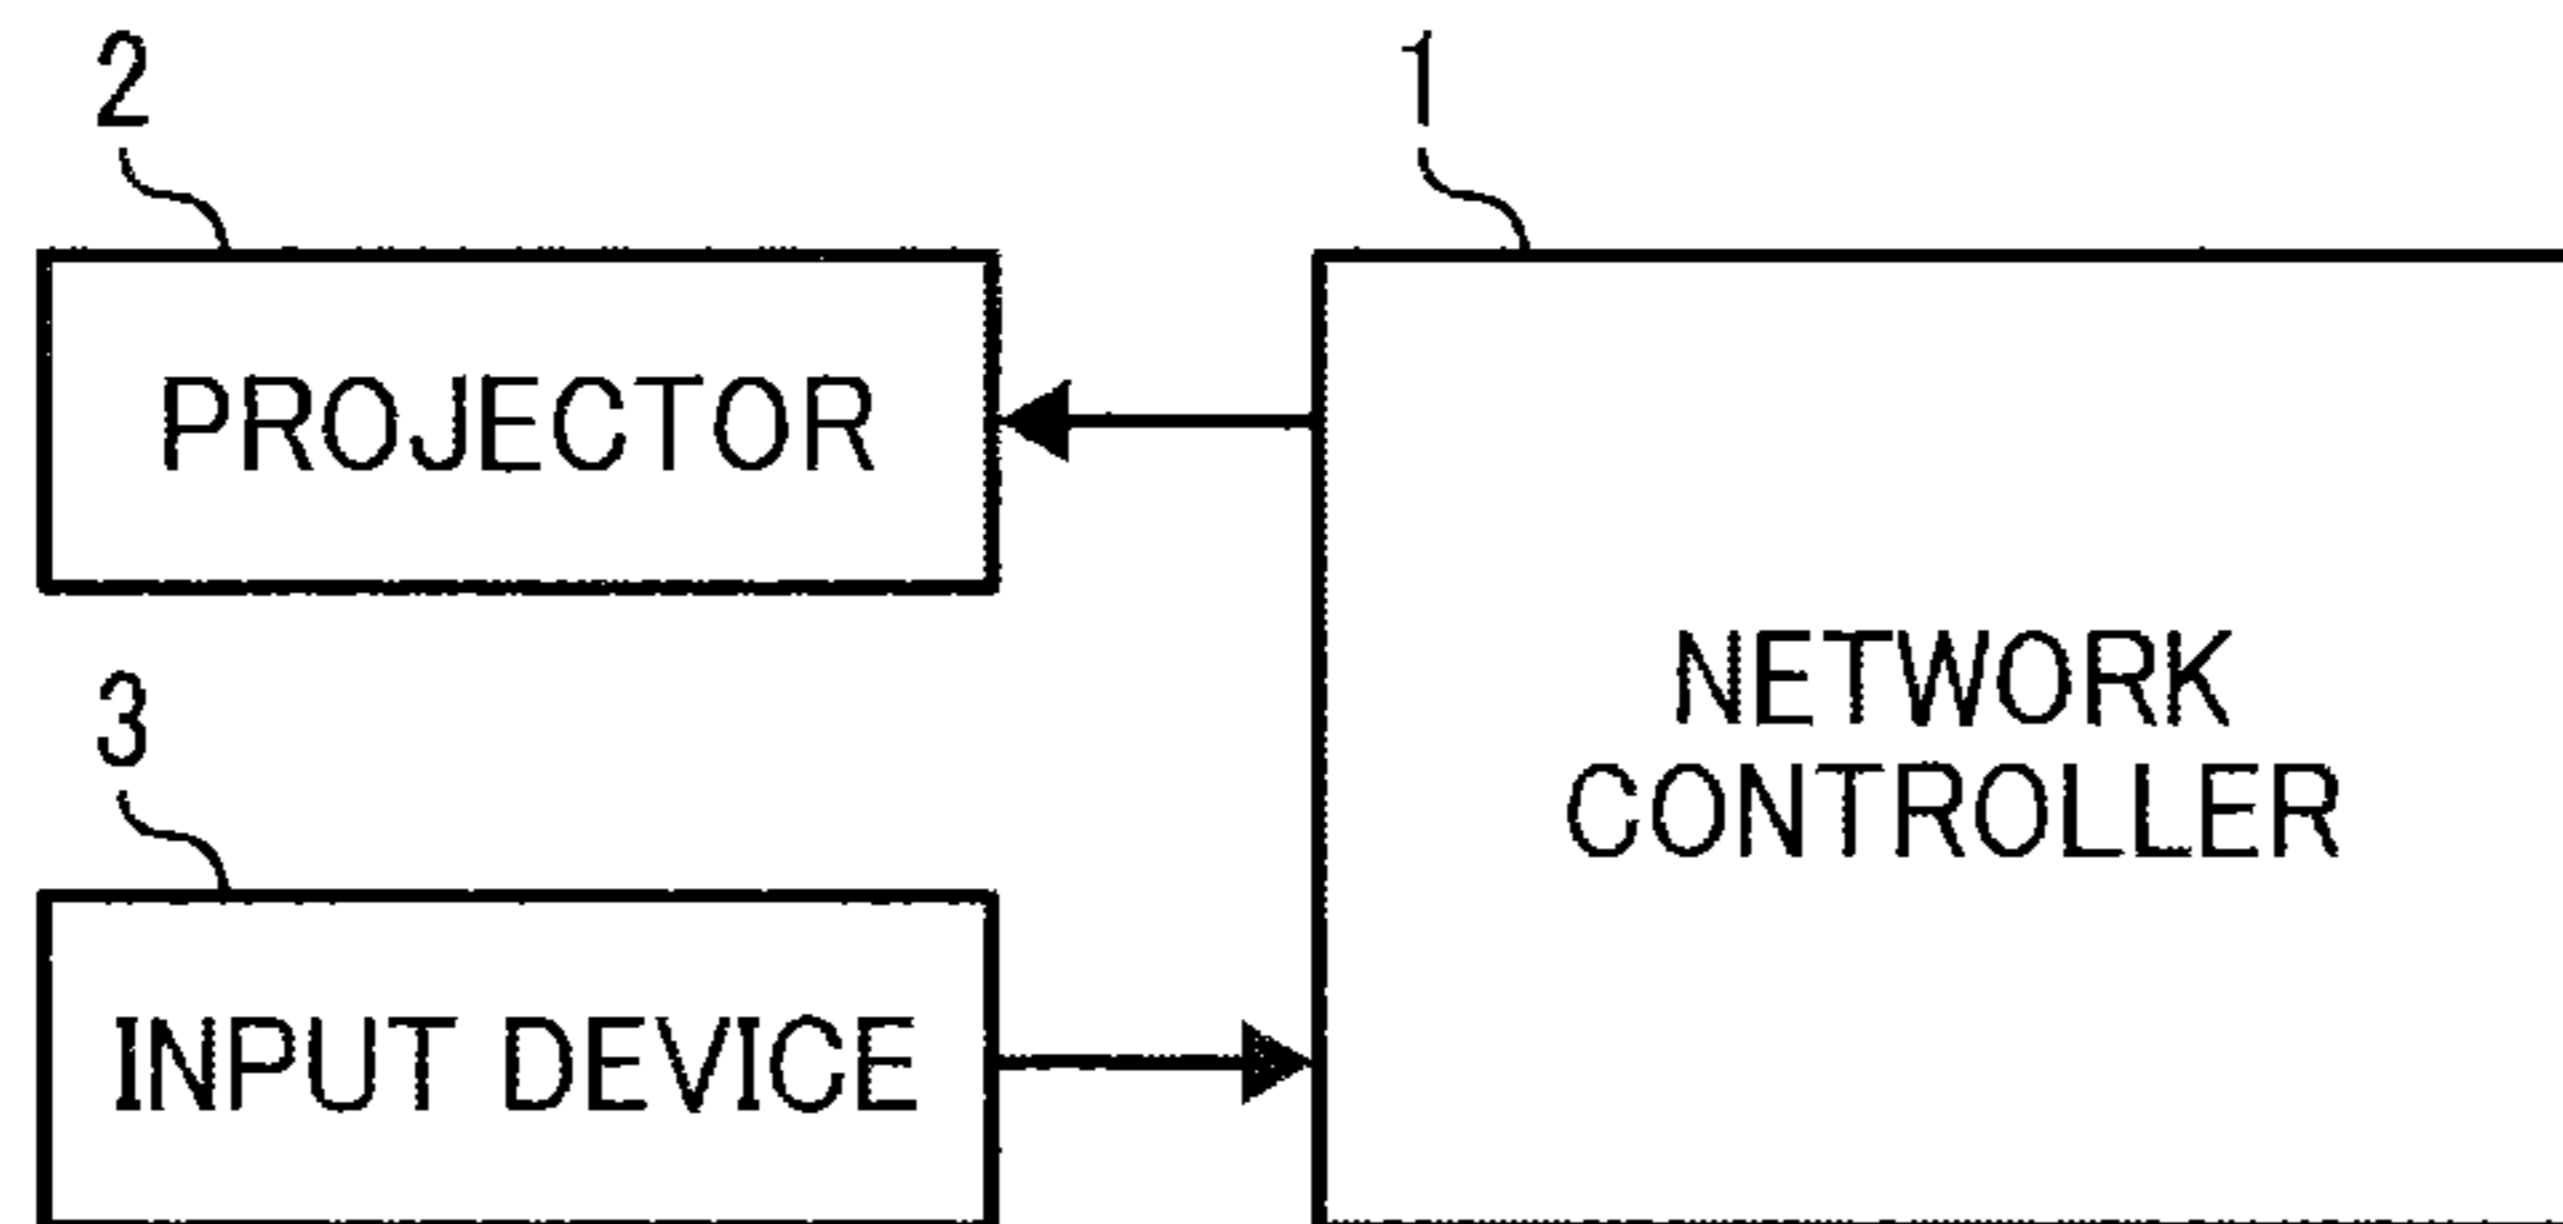 2
1
PROJECTOR
NETWORK
CONTROLLER
3
INPUT DEVICE